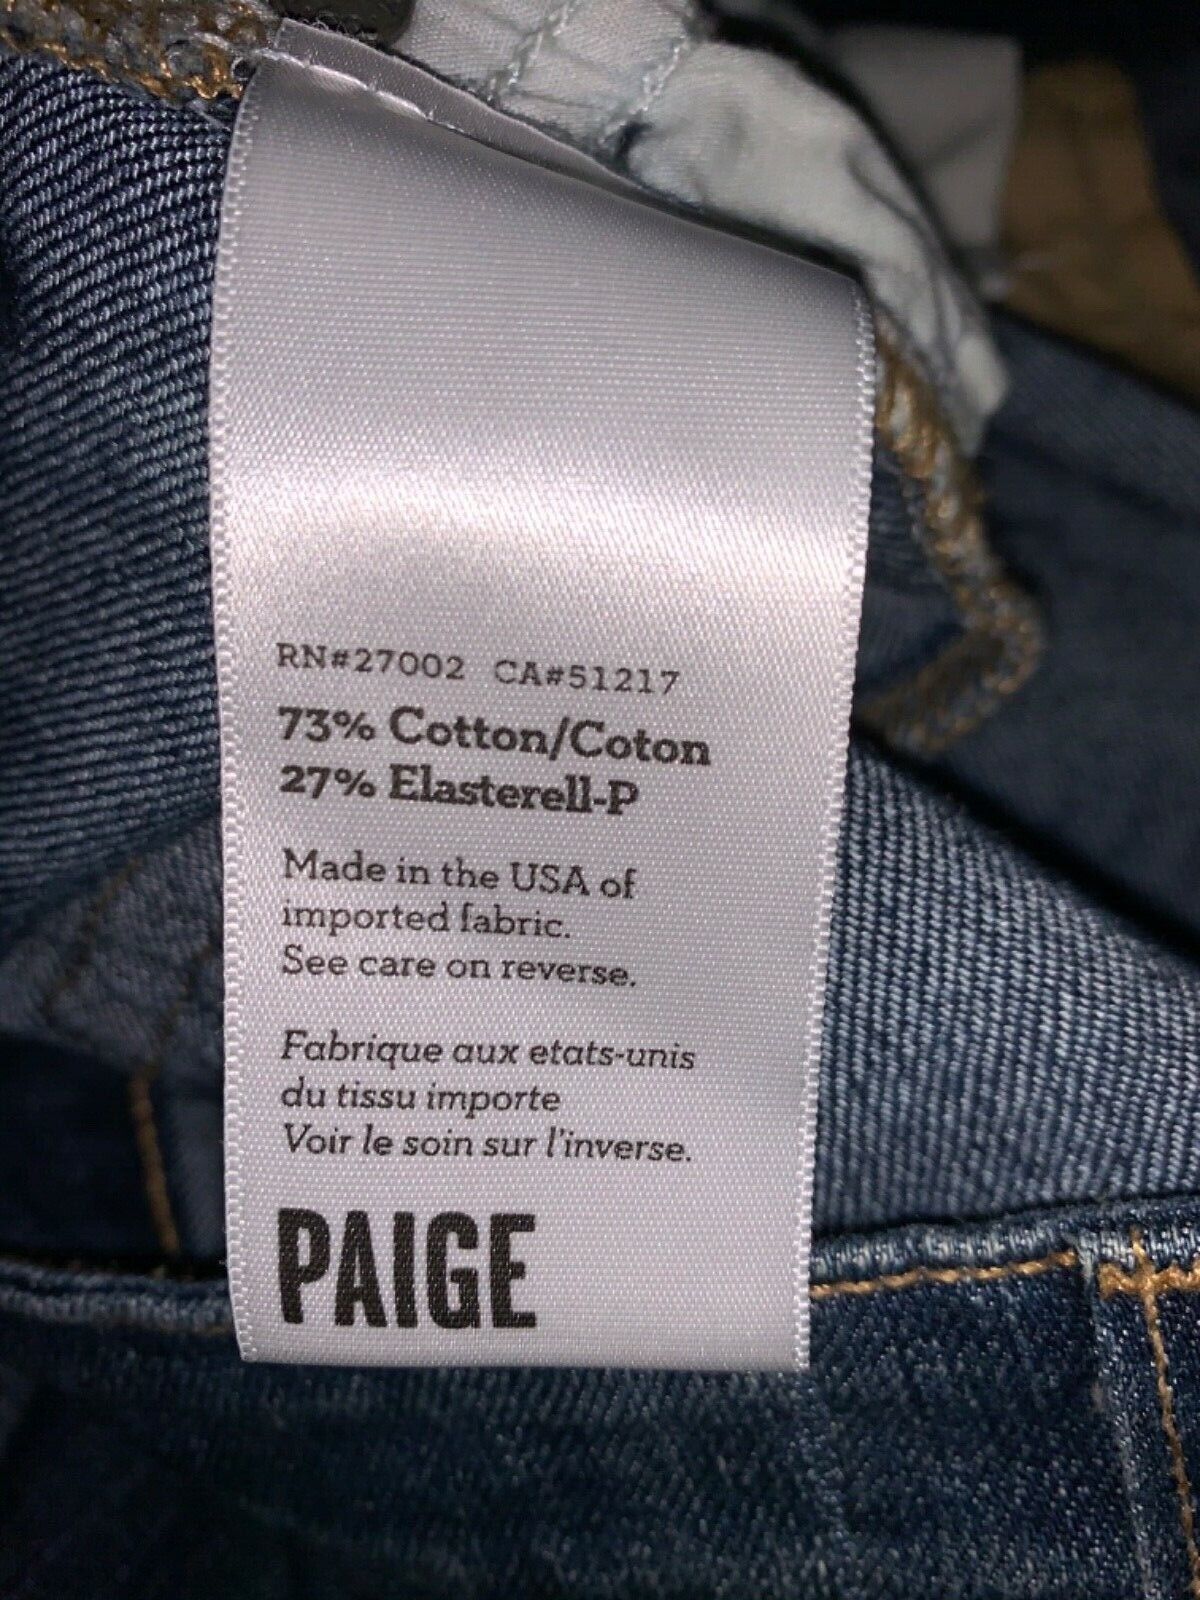 RN#27002 CA#51217
73% Cotton/Coton
27% Elasterell-P
Made in the USA of
imported fabric.
See care on reverse.
Fabrique aux etats-unis
du tissu importe
Voir le soin sur l'inverse.
PAIGE